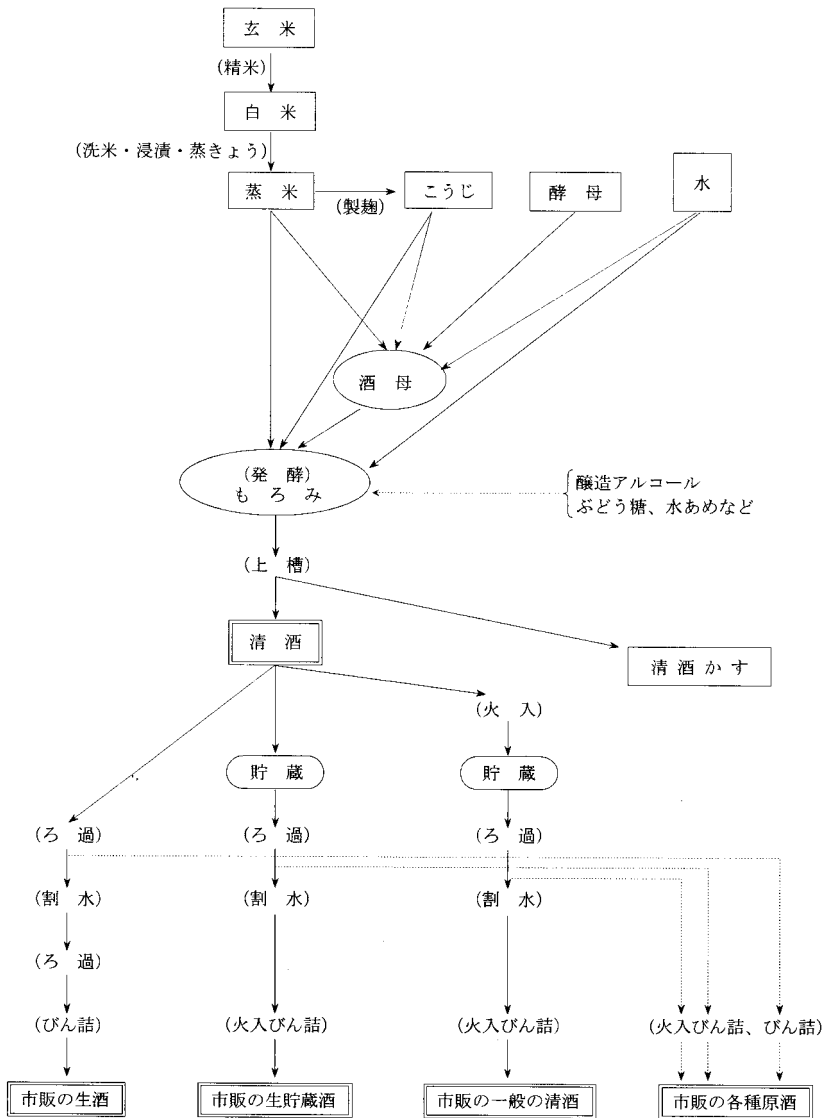 玄米
(精米)
白米
(洗米・浸漬・蒸きょう)
蒸米
(製麹)
こうじ
酵母
水
酒母
(発酵)
もろみ
醸造アルコール
ぶどう糖、水あめなど
(上槽)
清酒
清酒かす
(火入)
貯蔵
貯蔵
(ろ過)
(ろ過)
(ろ過)
(割水)
(割水)
(割水)
(ろ過)
(びん詰)
(火入びん詰)
(火入びん詰)
(火入びん詰、びん詰)
市販の生酒
市販の生貯蔵酒
市販の一般の清酒
市販の各種原酒